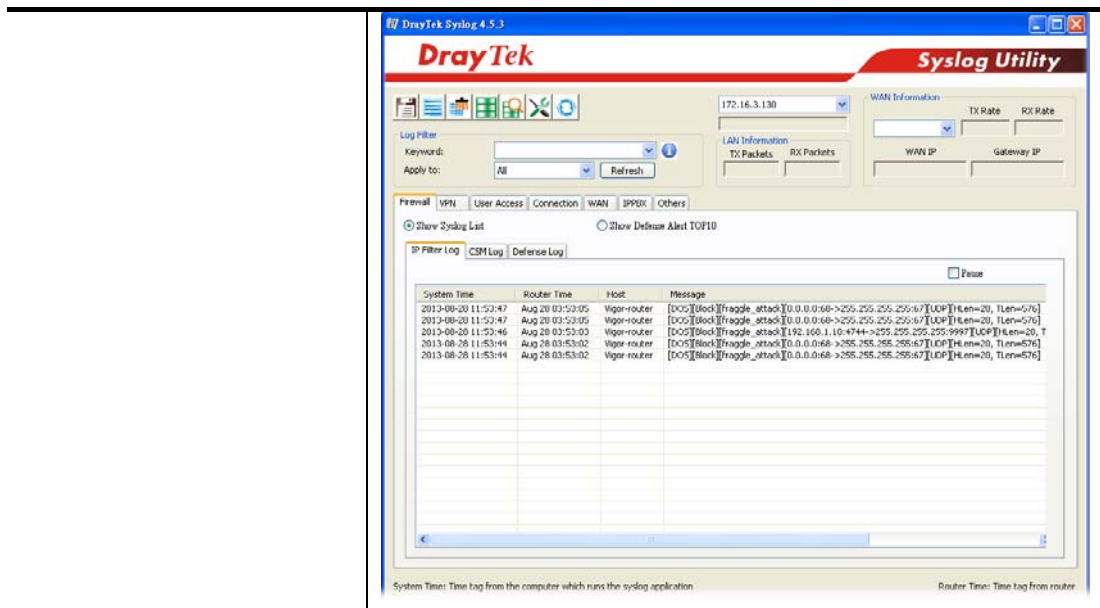 DrayTek Syslog 4.5.3
DrayTek
Syslog Utility
172.16.3.130
WAN Information
TX Rate RX Rate
Log Filter
Keyword:
LAN Information
TX Packets RX Packets
WAN IP Gateway IP
Apply to: All Refresh
Firewall VPN User Access Connection WAN IPPBX Others
Show Syslog List Show Defense Alert TOP10
IP Filter Log CSM Log Defense Log
Pause
System Time Router Time Host Message
2013-08-28 11:53:47 Aug 28 03:53:05 Vigor-router [DOS][Block][fraggle_attack][0.0.0.0:68->255.255.255.255:67][UDP][HLen=20, TLen=576]
2013-08-28 11:53:47 Aug 28 03:53:05 Vigor-router [DOS][Block][fraggle_attack][0.0.0.0:68->255.255.255.255:67][UDP][HLen=20, TLen=576]
2013-08-28 11:53:46 Aug 28 03:53:03 Vigor-router [DOS][Block][fraggle_attack][192.168.1.10:4744->255.255.255.255:9997][UDP][HLen=20, T
2013-08-28 11:53:44 Aug 28 03:53:02 Vigor-router [DOS][Block][fraggle_attack][0.0.0.0:68->255.255.255.255:67][UDP][HLen=20, TLen=576]
2013-08-28 11:53:44 Aug 28 03:53:02 Vigor-router [DOS][Block][fraggle_attack][0.0.0.0:68->255.255.255.255:67][UDP][HLen=20, TLen=576]
System Time: Time tag from the computer which runs the syslog application Router Time: Time tag from router